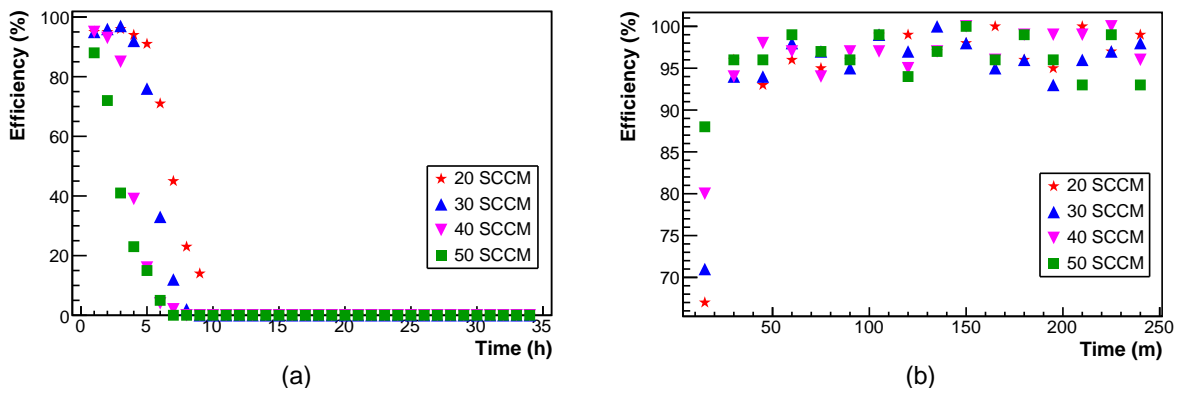 Efficiency (%)
100
80
60
40
20
0
0
5
10
15
20
25
30
35
Time (h)
20 SCCM
30 SCCM
40 SCCM
50 SCCM
(a)
Efficiency (%)
100
95
90
85
80
75
70
50
100
150
200
250
Time (m)
20 SCCM
30 SCCM
40 SCCM
50 SCCM
(b)